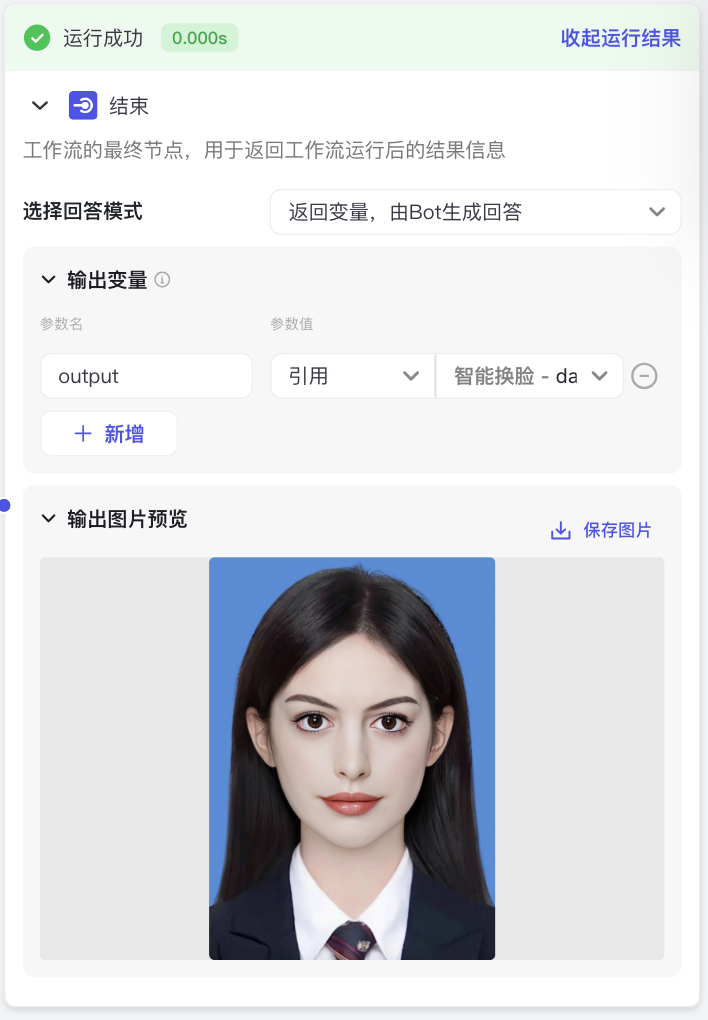 运行成功 0.000s 收起运行结果
结束
工作流的最终节点，用于返回工作流运行后的结果信息
选择回答模式 返回变量，由Bot生成回答
输出变量
参数名 参数值
output 引用 智能换脸 - da
新增
输出图片预览 保存图片